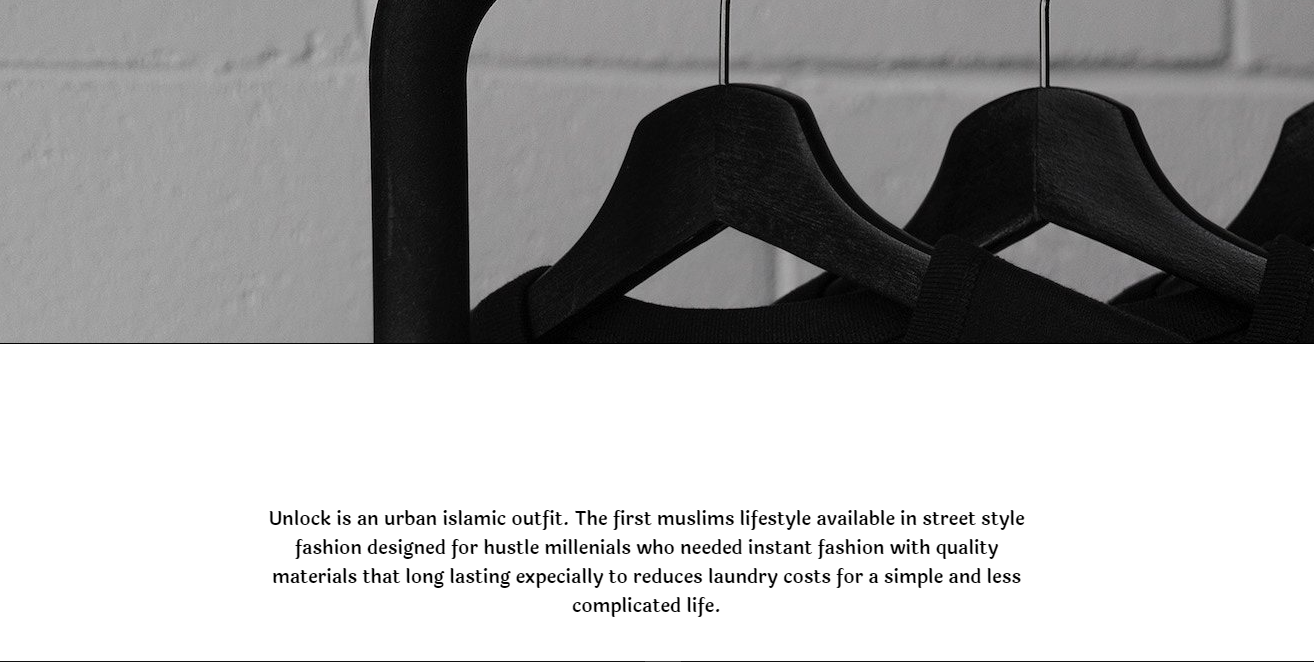 Unlock is an urban islamic outfit. The first muslims lifestyle available in street style
fashion designed for hustle millenials who needed instant fashion with quality
materials that long lasting expecially to reduces laundry costs for a simple and less
complicated life.